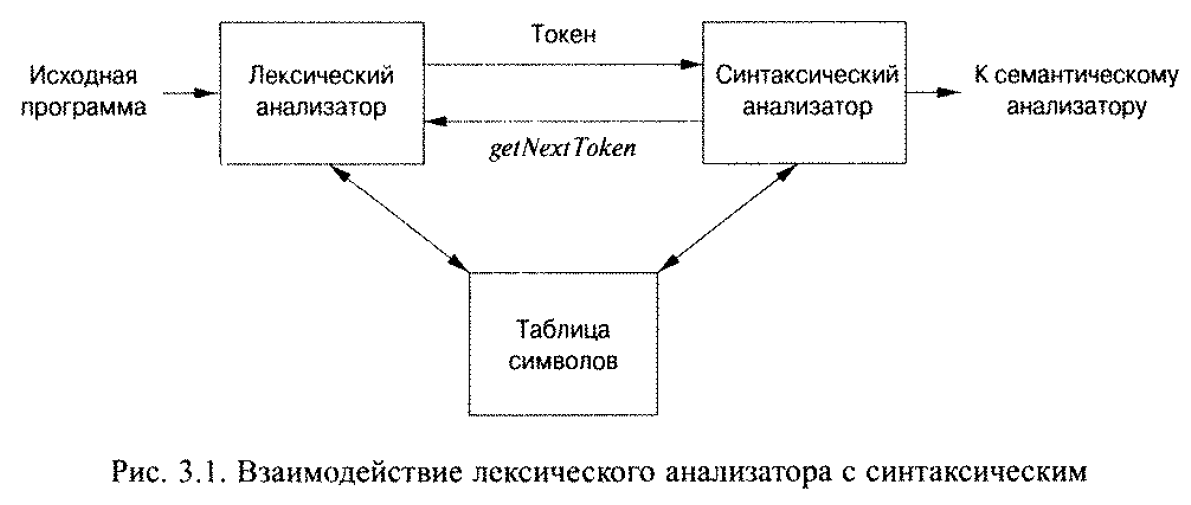 Токен
Исходная
программа
Лексический
анализатор
Синтаксический
анализатор
К семантическому
анализатору
getNextToken
Таблица
символов
Рис. 3.1. Взаимодействие лексического анализатора с синтаксическим